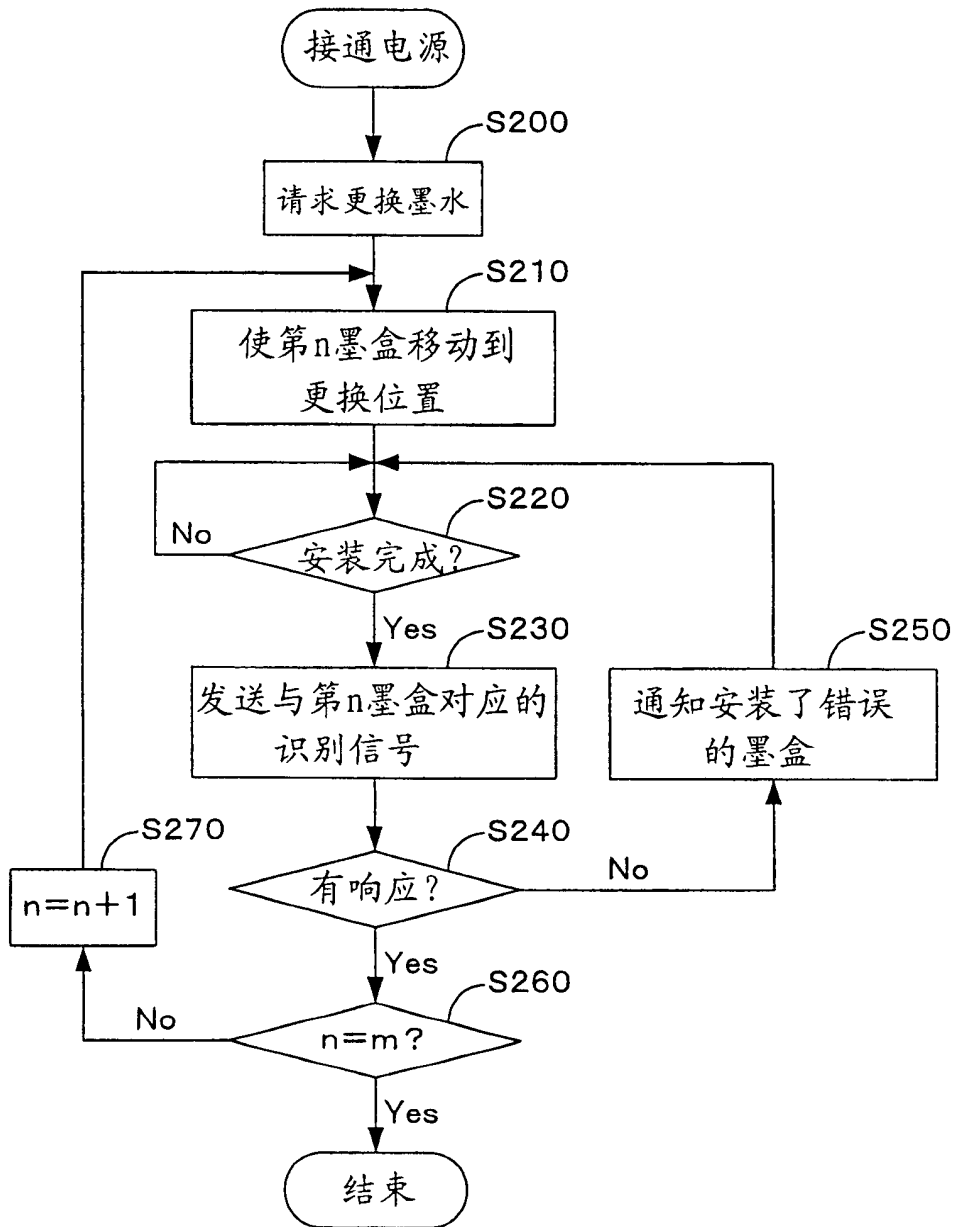 接通电源
S200
请求更换墨水
S210
使第n墨盒移动到
更换位置
S220
No
安装完成？
Yes
S230
发送与第n墨盒对应的
识别信号
S250
通知安装了错误
的墨盒
S240
有响应？
No
S270
n=n+1
Yes
S260
No
n=m？
Yes
结束